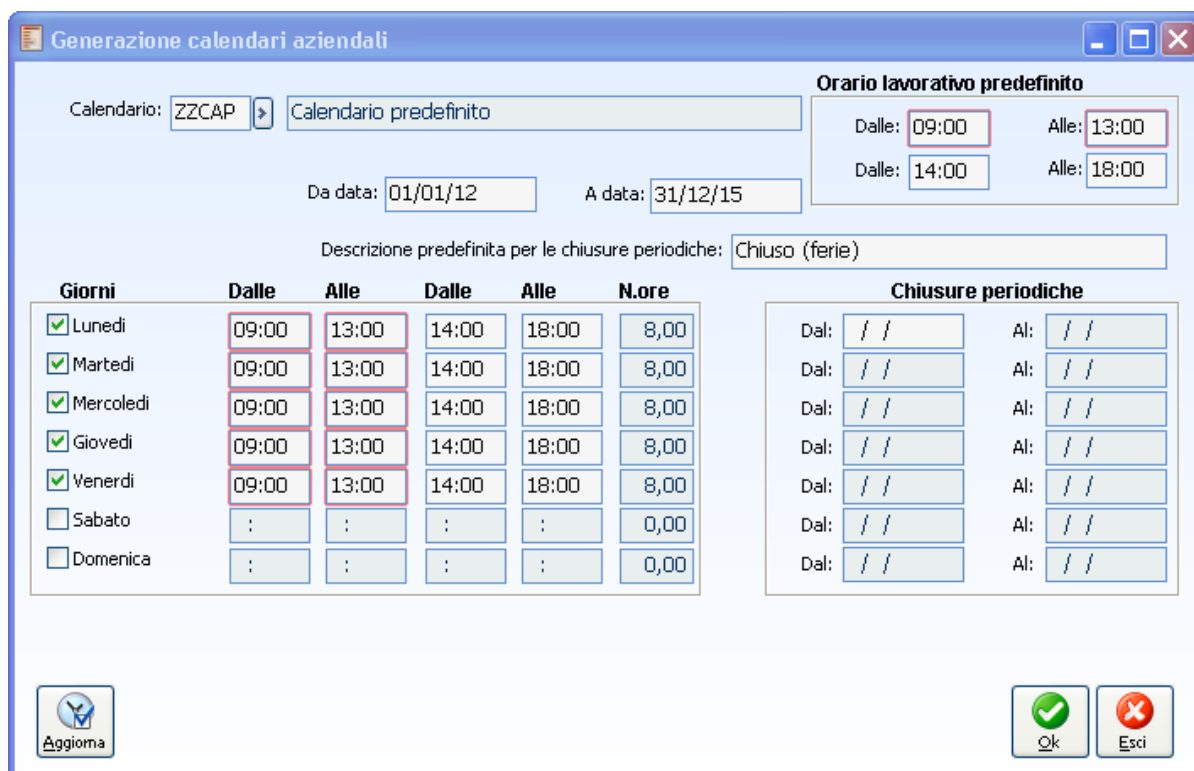 Generazione calendari aziendali
Orario lavorativo predefinito
Calendario: ZZCAP Calendario predefinito
Dalle: 09:00 Alle: 13:00
Dalle: 14:00 Alle: 18:00
Da data: 01/01/12 A data: 31/12/15
Descrizione predefinita per le chiusure periodiche: Chiuso (ferie)
Giorni Dalle Alle Dalle Alle N.ore Chiusure periodiche
Lunedi 09:00 13:00 14:00 18:00 8,00 Dal: / / Al: / /
Martedi 09:00 13:00 14:00 18:00 8,00 Dal: / / Al: / /
Mercoledi 09:00 13:00 14:00 18:00 8,00 Dal: / / Al: / /
Giovedi 09:00 13:00 14:00 18:00 8,00 Dal: / / Al: / /
Venerdi 09:00 13:00 14:00 18:00 8,00 Dal: / / Al: / /
Sabato : : : : 0,00 Dal: / / Al: / /
Domenica : : : : 0,00 Dal: / / Al: / /
Aggiorna Ok Esci